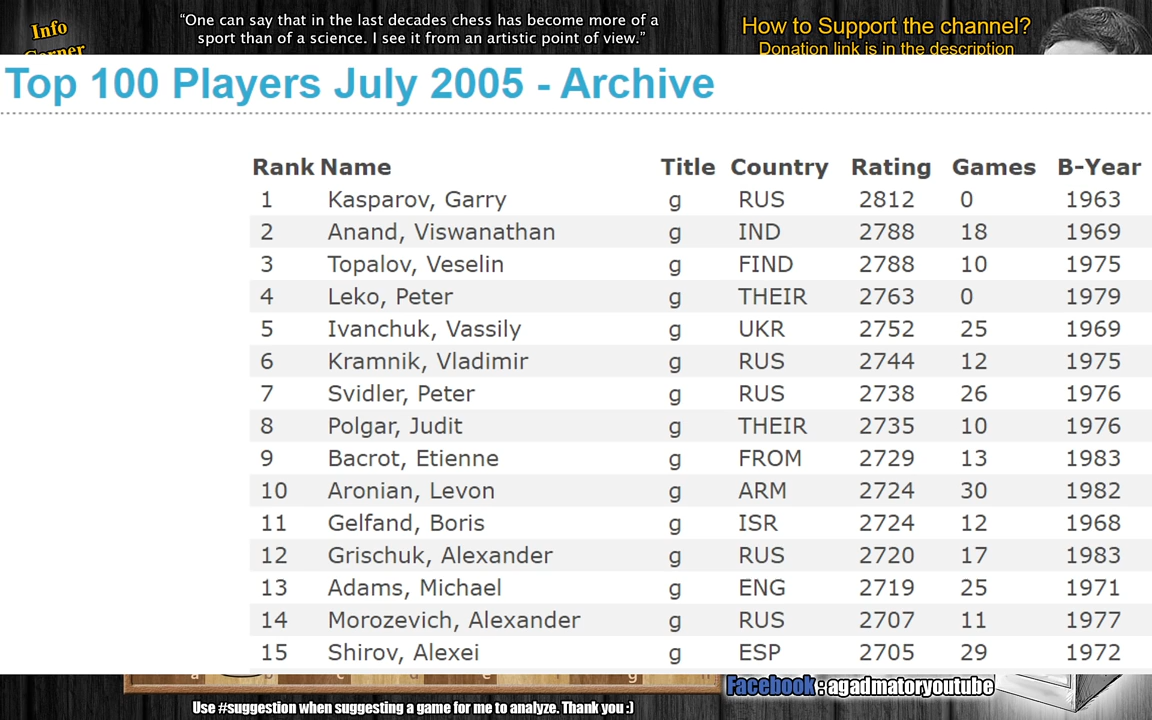 Info
Corner
“One can say that in the last decades chess has become more of a
sport than of a science. I see it from an artistic point of view.”
How to Support the channel?
Donation link is in the description
Top 100 Players July 2005 - Archive
Rank Name Title Country Rating Games B-Year
1 Kasparov, Garry g RUS 2812 0 1963
2 Anand, Viswanathan g IND 2788 18 1969
3 Topalov, Veselin g FIND 2788 10 1975
4 Leko, Peter g THEIR 2763 0 1979
5 Ivanchuk, Vassily g UKR 2752 25 1969
6 Kramnik, Vladimir g RUS 2744 12 1975
7 Svidler, Peter g RUS 2738 26 1976
8 Polgar, Judit g THEIR 2735 10 1976
9 Bacrot, Etienne g FROM 2729 13 1983
10 Aronian, Levon g ARM 2724 30 1982
11 Gelfand, Boris g ISR 2724 12 1968
12 Grischuk, Alexander g RUS 2720 17 1983
13 Adams, Michael g ENG 2719 25 1971
14 Morozevich, Alexander g RUS 2707 11 1977
15 Shirov, Alexei g ESP 2705 29 1972
Facebook : agadmatoryoutube
Use #suggestion when suggesting a game for me to analyze. Thank you :)